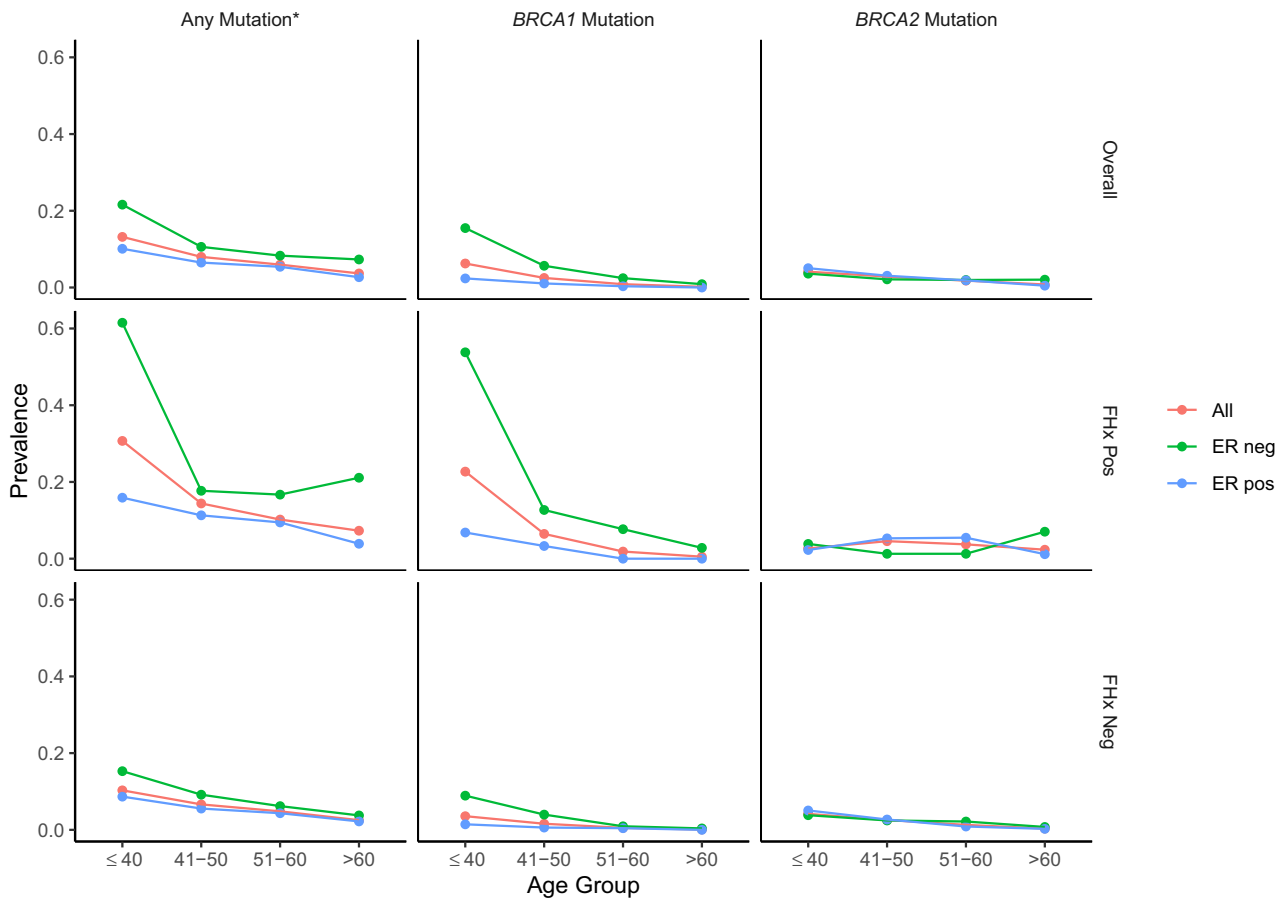 Any Mutation*
BRCA1 Mutation
BRCA2 Mutation
0.6
0.4
0.2
0.0
Overall
0.6
0.4
0.2
0.0
FHx Pos
0.6
0.4
0.2
0.0
FHx Neg
Prevalence
≤ 40
41−50
51−60
>60
≤ 40
41−50
51−60
>60
≤ 40
41−50
51−60
>60
Age Group
All
ER neg
ER pos